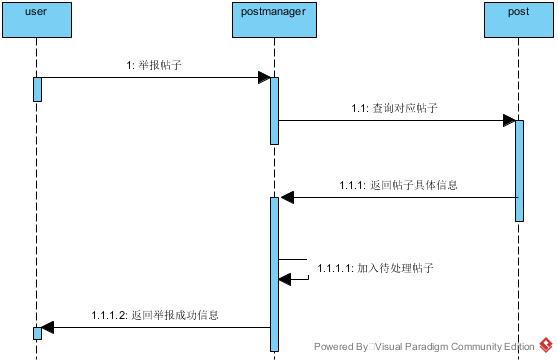 user
postmanager
post
1: 举报帖子
1.1: 查询对应帖子
1.1.1: 返回帖子具体信息
1.1.1.1: 加入待处理帖子
1.1.1.2: 返回举报成功信息
Powered By Visual Paradigm Community Edition